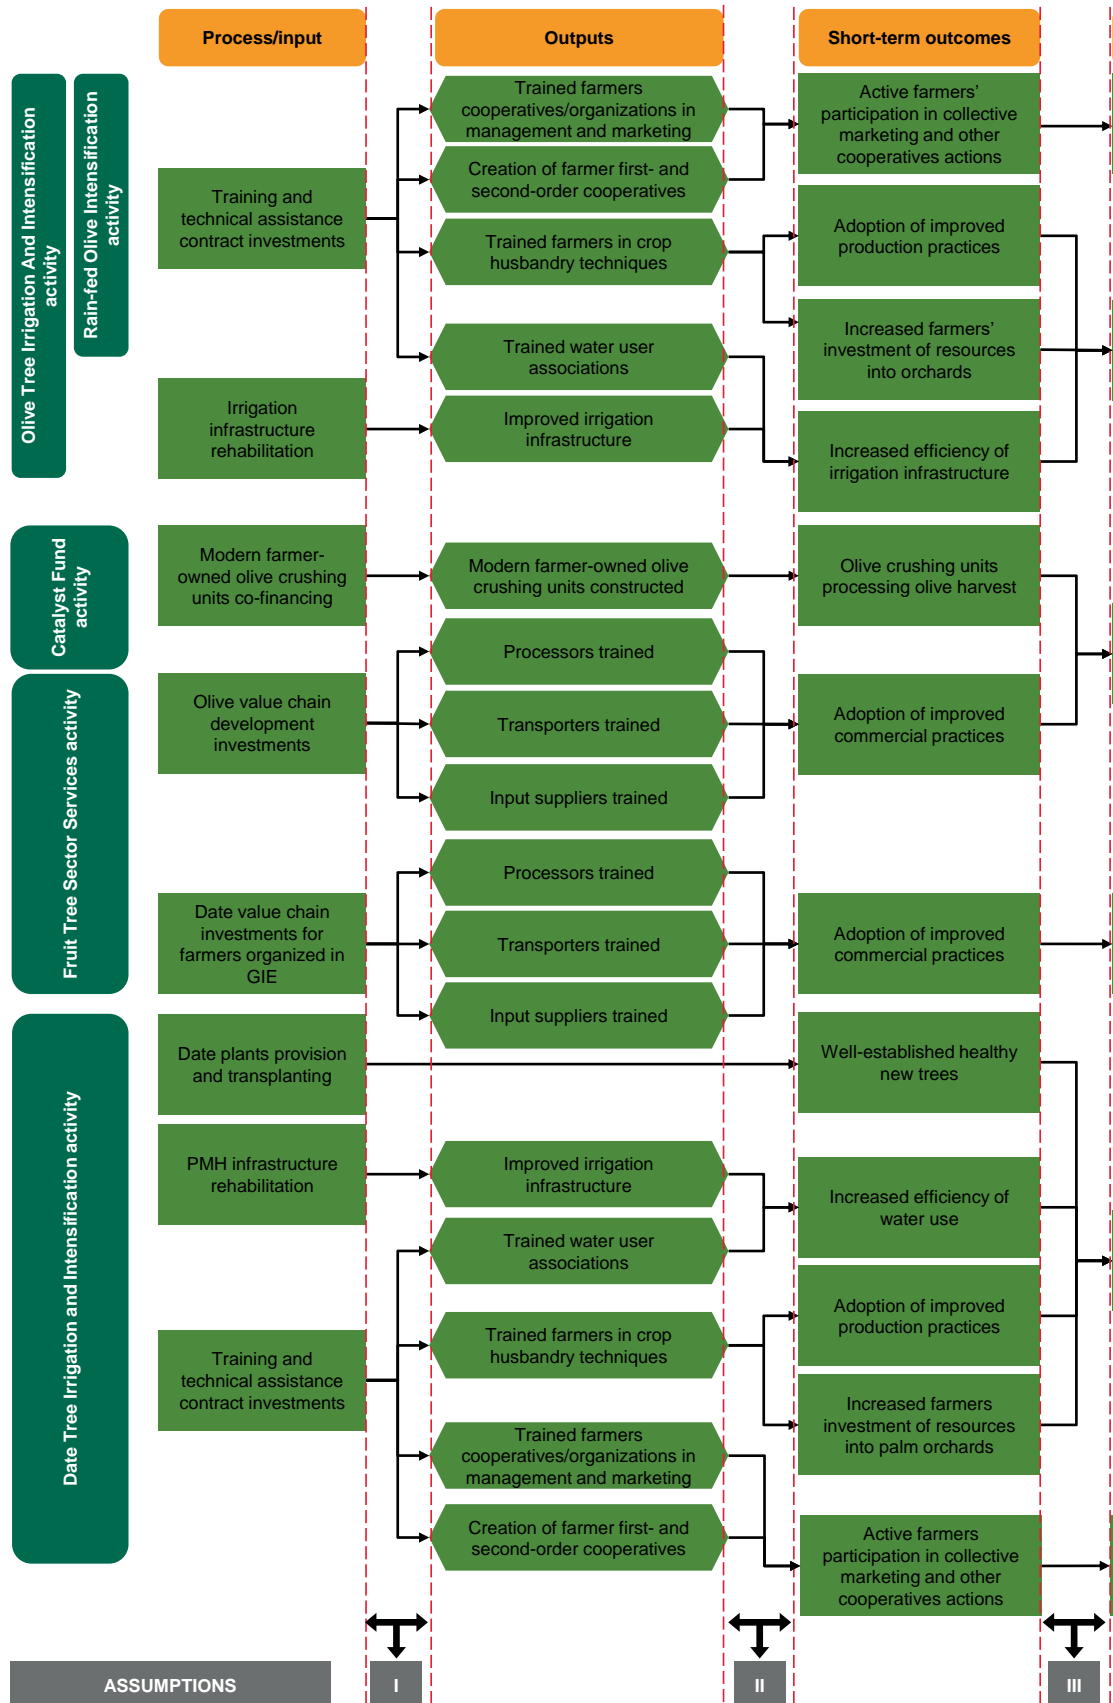 Process/input
Outputs
Short-term outcomes
Olive Tree Irrigation And Intensification
activity
Rain-fed Olive Intensification
activity
Training and
technical assistance
contract investments
Irrigation
infrastructure
rehabilitation
Trained farmers
cooperatives/organizations in
management and marketing
Creation of farmer first- and
second-order cooperatives
Trained farmers in crop
husbandry techniques
Trained water user
associations
Improved irrigation
infrastructure
Active farmers'
participation in collective
marketing and other
cooperatives actions
Adoption of improved
production practices
Increased farmers'
investment of resources
into orchards
Increased efficiency of
irrigation infrastructure
Catalyst Fund
activity
Modern farmer-
owned olive crushing
units co-financing
Modern farmer-owned olive
crushing units constructed
Olive crushing units
processing olive harvest
Fruit Tree Sector Services activity
Olive value chain
development
investments
Processors trained
Transporters trained
Input suppliers trained
Adoption of improved
commercial practices
Date value chain
investments for
farmers organized in
GIE
Processors trained
Transporters trained
Input suppliers trained
Adoption of improved
commercial practices
Date Tree Irrigation and Intensification activity
Date plants provision
and transplanting
Well-established healthy
new trees
PMH infrastructure
rehabilitation
Improved irrigation
infrastructure
Trained water user
associations
Increased efficiency of
water use
Training and
technical assistance
contract investments
Trained farmers in crop
husbandry techniques
Trained farmers
cooperatives/organizations in
management and marketing
Creation of farmer first- and
second-order cooperatives
Adoption of improved
production practices
Increased farmers
investment of resources
into palm orchards
Active farmers
participation in collective
marketing and other
cooperatives actions
ASSUMPTIONS
I
II
III